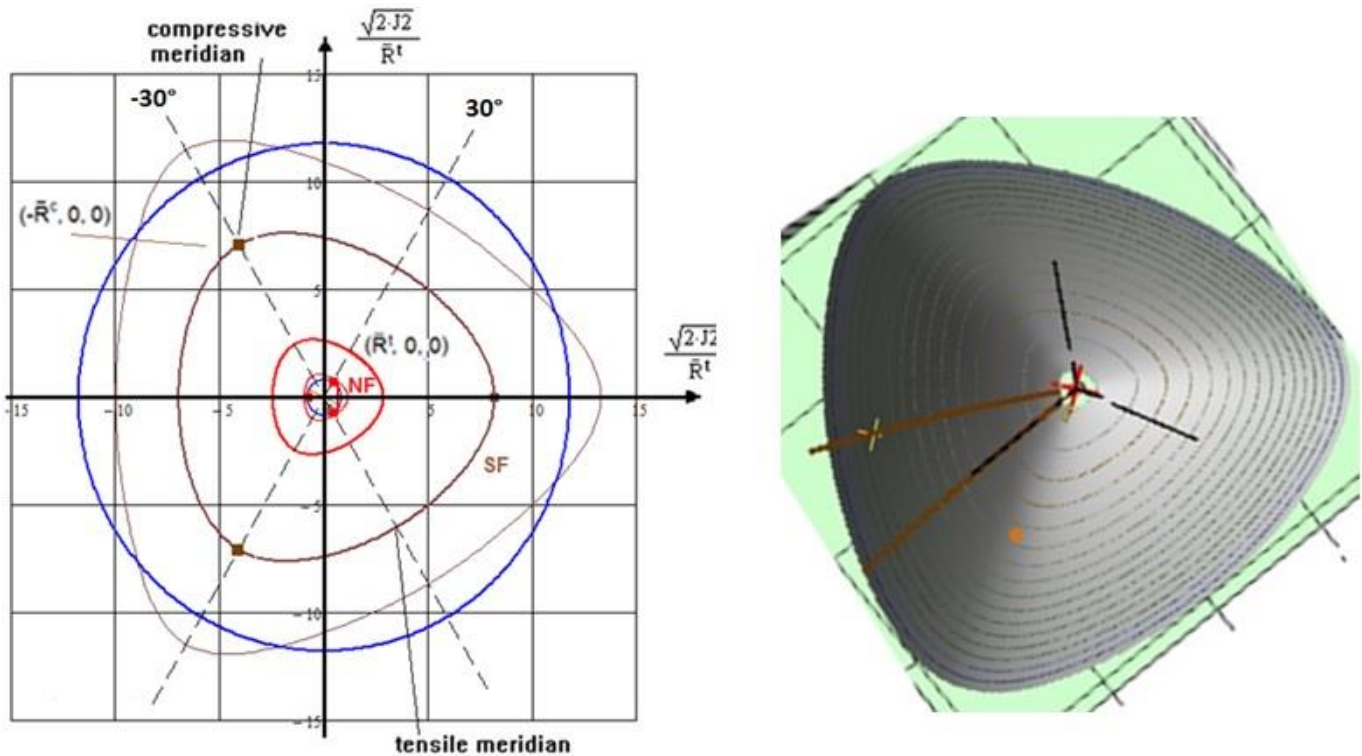 compressive
meridian
√2·J2
R̄ᵗ
15
-30°
30°
10
(-R̄ᶜ, 0, 0)
5
(R̄ᵗ, 0, 0)
√2·J2
R̄ᵗ
NF
-15
-10
-5
0
5
10
15
SF
-5
-10
-15
tensile meridian